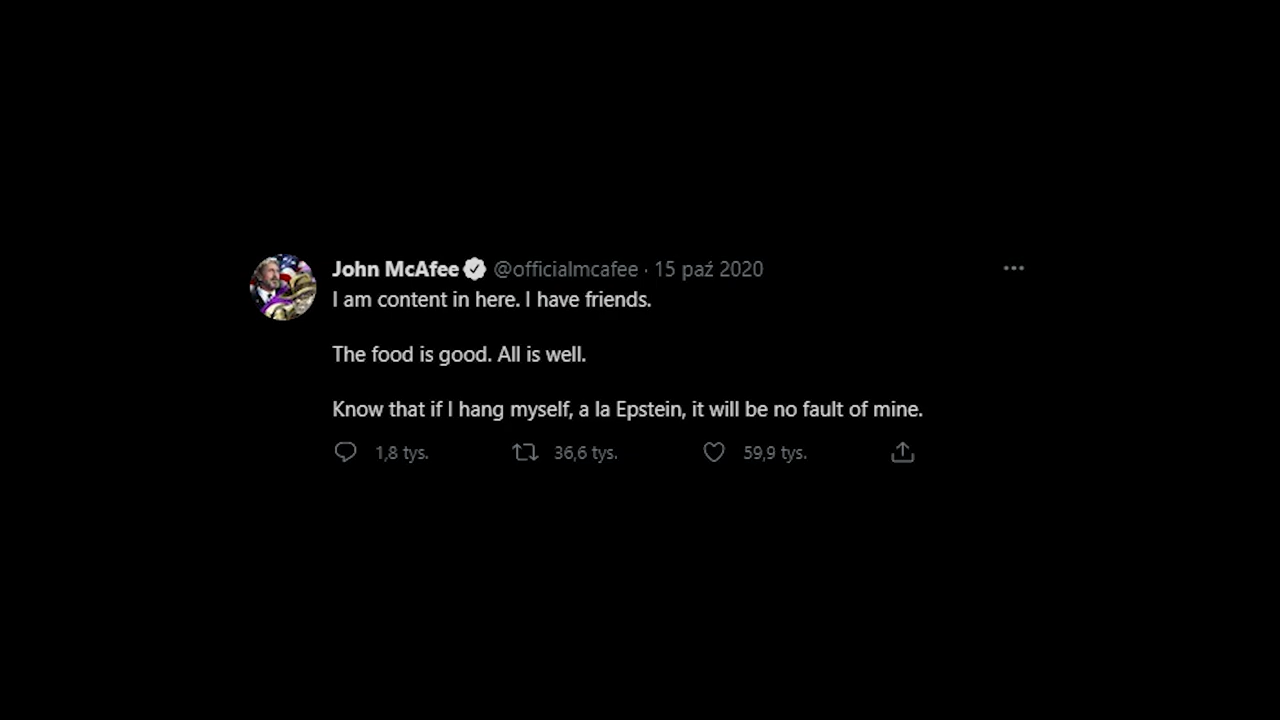 John McAfee @officialmcafee · 15 paź 2020
I am content in here. I have friends.
The food is good. All is well.
Know that if I hang myself, a la Epstein, it will be no fault of mine.
1,8 tys. 36,6 tys. 59,9 tys.